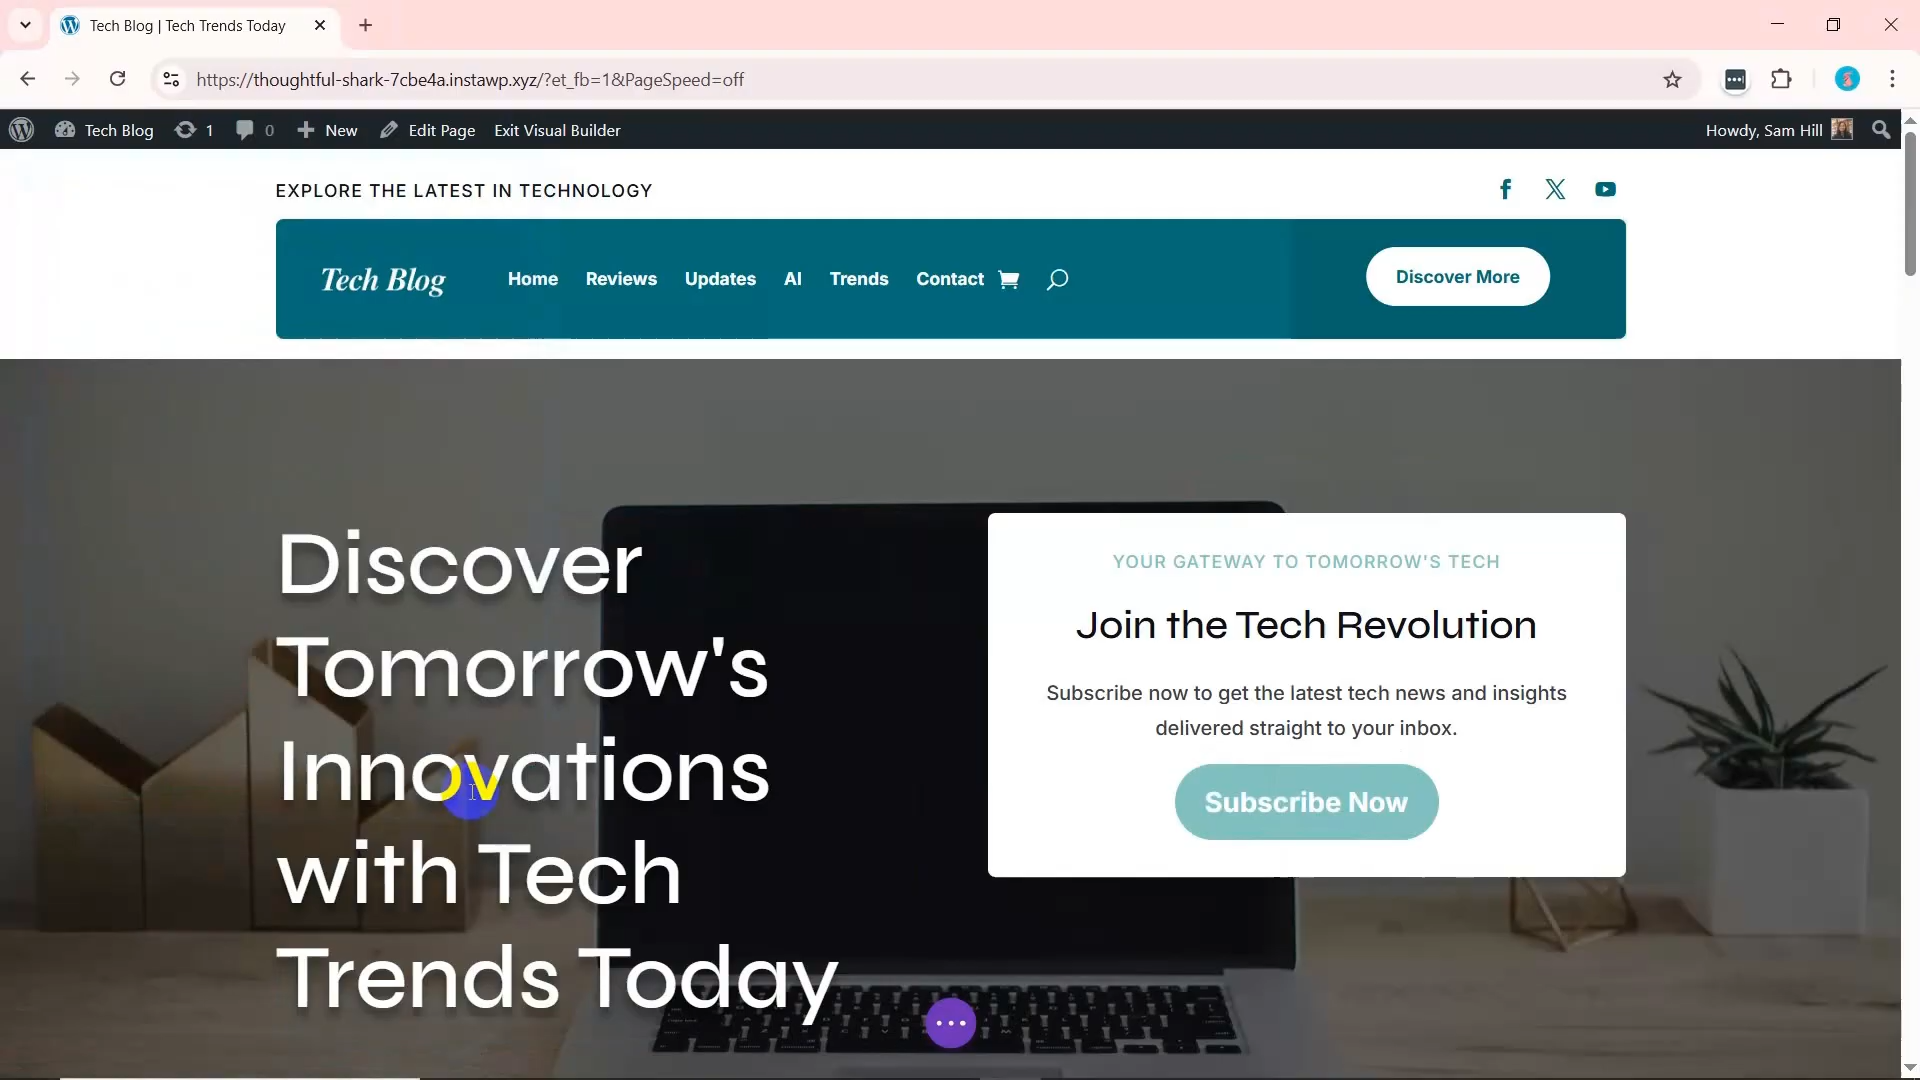 Tech Blog | Tech Trends Today
https://thoughtful-shark-7cbe4a.instawp.xyz/?et_fb=1&PageSpeed=off
Tech Blog 1 0 New Edit Page Exit Visual Builder Howdy, Sam Hill
EXPLORE THE LATEST IN TECHNOLOGY
Tech Blog Home Reviews Updates AI Trends Contact Discover More
Discover
Tomorrow's
Innovations
with Tech
Trends Today
YOUR GATEWAY TO TOMORROW'S TECH
Join the Tech Revolution
Subscribe now to get the latest tech news and insights
delivered straight to your inbox.
Subscribe Now